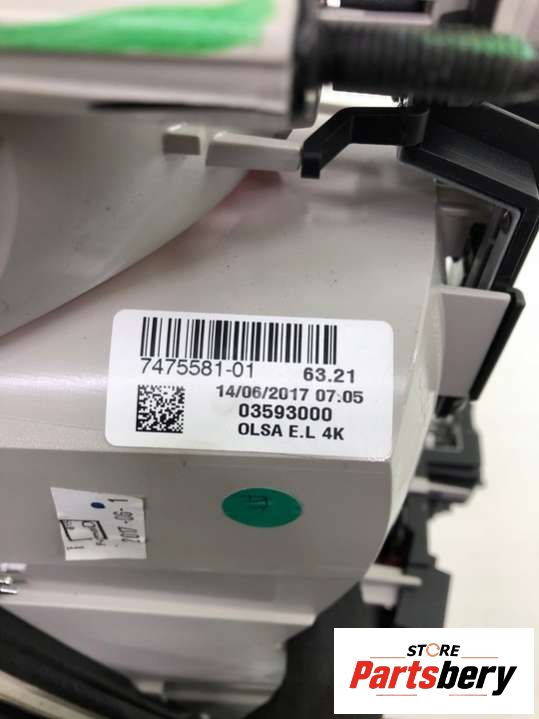 7475581-01 63.21
14/06/2017 07:05
03593000
OLSA E.L 4K
STORE
Partsbery